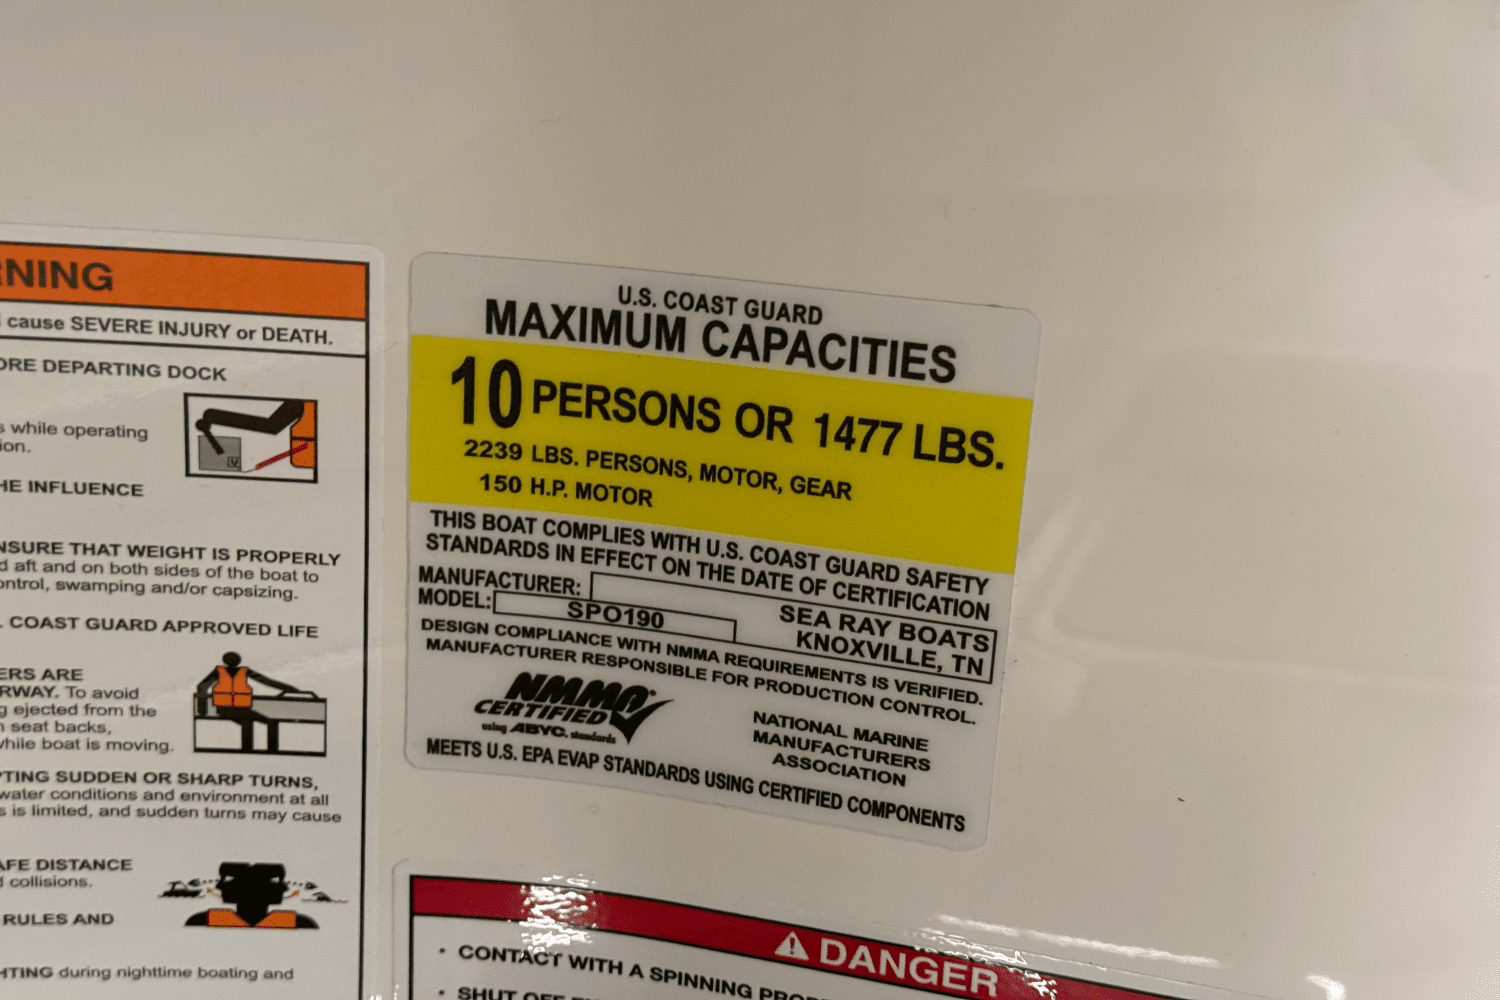 NING
cause SEVERE INJURY or DEATH.
ORE DEPARTING DOCK
while operating
ion.
HE INFLUENCE
NSURE THAT WEIGHT IS PROPERLY
d aft and on both sides of the boat to
ontrol, swamping and/or capsizing.
. COAST GUARD APPROVED LIFE
ERS ARE
RWAY. To avoid
g ejected from the
n seat backs,
while boat is moving.
TING SUDDEN OR SHARP TURNS,
water conditions and environment at all
s is limited, and sudden turns may cause
AFE DISTANCE
d collisions.
RULES AND
HTING during nighttime boating and
U.S. COAST GUARD
MAXIMUM CAPACITIES
10 PERSONS OR 1477 LBS.
2239 LBS. PERSONS, MOTOR, GEAR
150 H.P. MOTOR
THIS BOAT COMPLIES WITH U.S. COAST GUARD SAFETY
STANDARDS IN EFFECT ON THE DATE OF CERTIFICATION
MANUFACTURER: SEA RAY BOATS
MODEL: SPO190 KNOXVILLE, TN
DESIGN COMPLIANCE WITH NMMA REQUIREMENTS IS VERIFIED.
MANUFACTURER RESPONSIBLE FOR PRODUCTION CONTROL.
NMMA
CERTIFIED
using ABYC. standards
NATIONAL MARINE
MANUFACTURERS
ASSOCIATION
MEETS U.S. EPA EVAP STANDARDS USING CERTIFIED COMPONENTS
DANGER
• CONTACT WITH A SPINNING PROP
• SHUT OFF